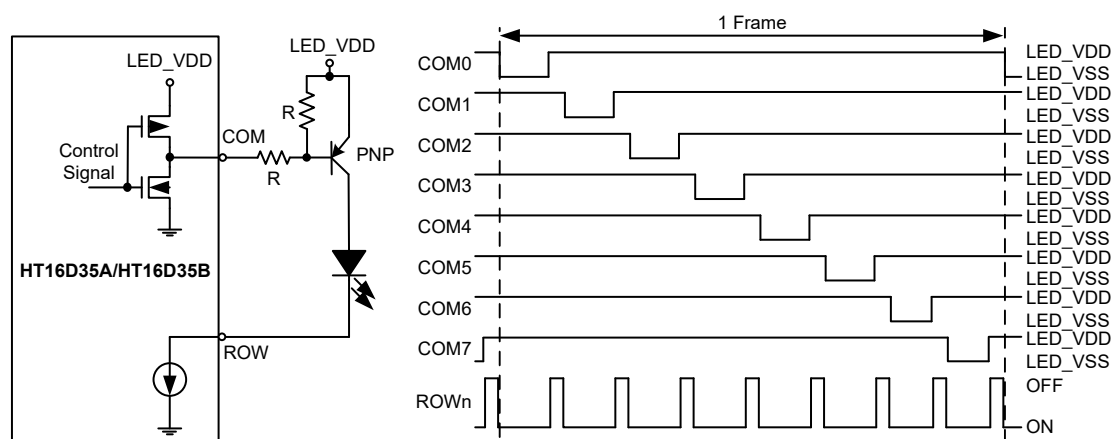 LED_VDD
Control
Signal
COM
R
R
LED_VDD
PNP
HT16D35A/HT16D35B
ROW
1 Frame
COM0
LED_VDD
LED_VSS
COM1
LED_VDD
LED_VSS
COM2
LED_VDD
LED_VSS
COM3
LED_VDD
LED_VSS
COM4
LED_VDD
LED_VSS
COM5
LED_VDD
LED_VSS
COM6
LED_VDD
LED_VSS
COM7
LED_VDD
LED_VSS
ROWn
OFF
ON